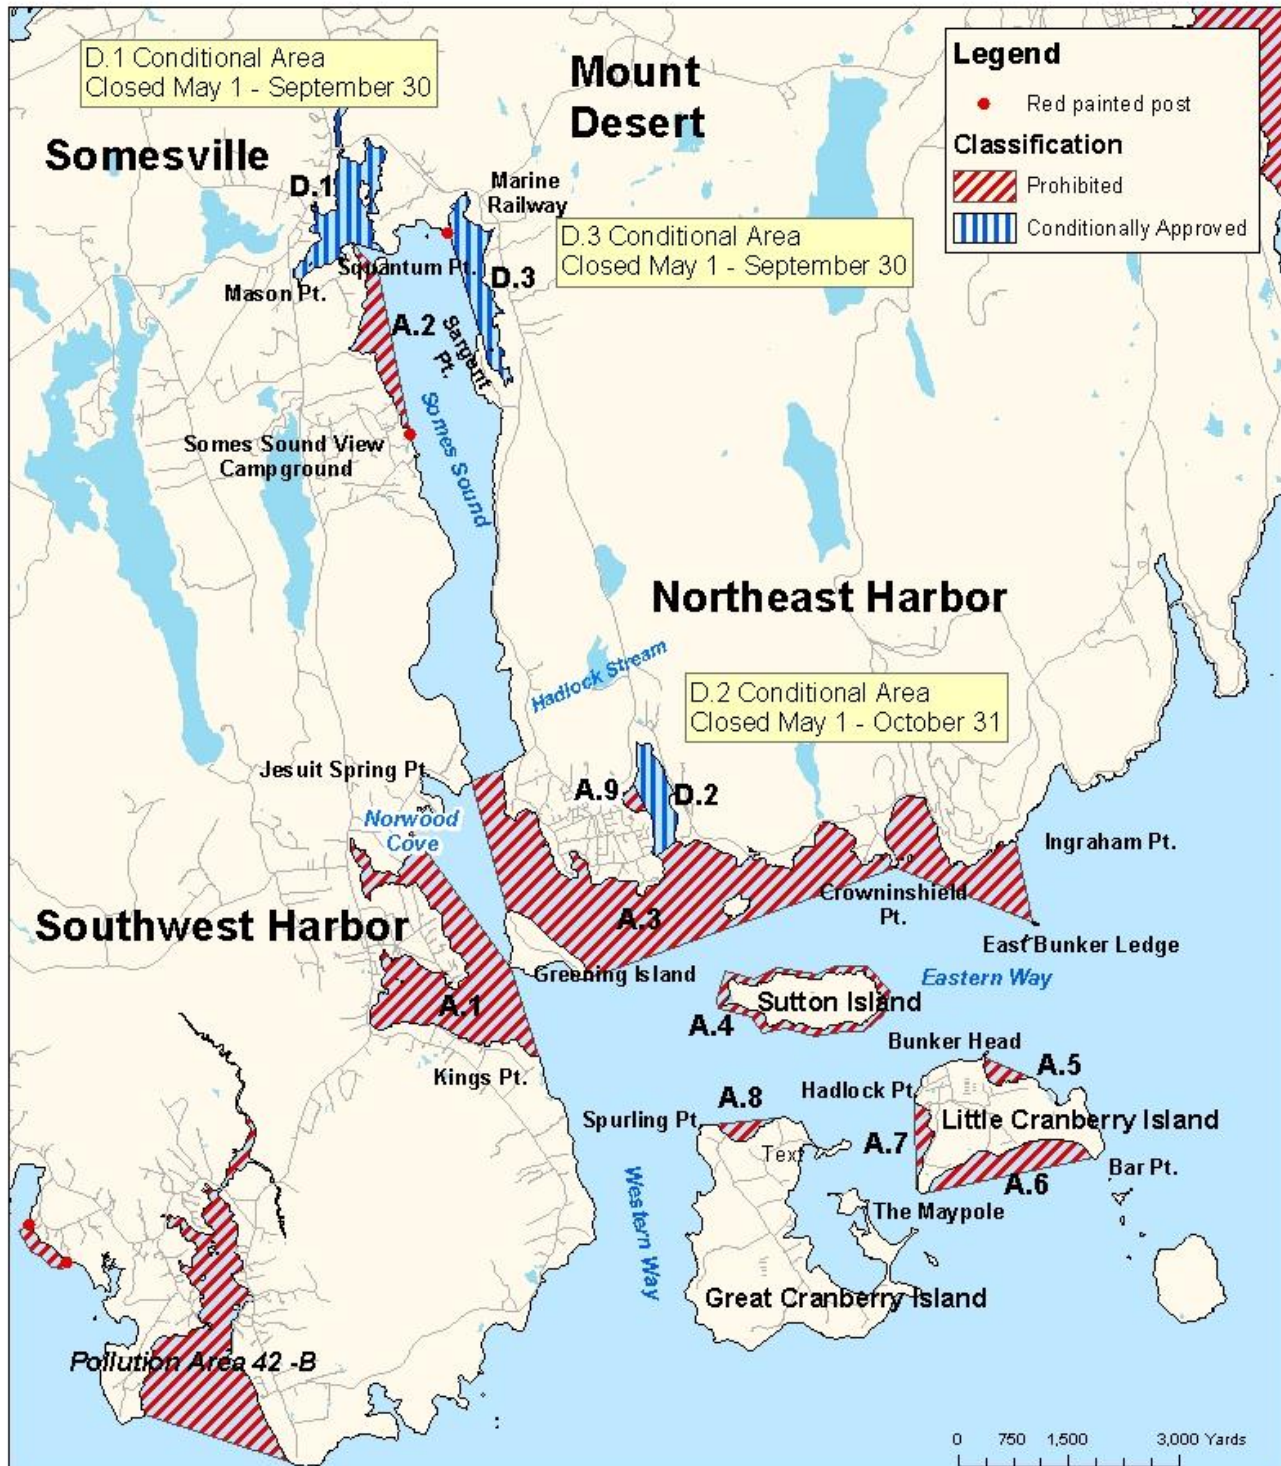 D.1 Conditional Area
Closed May 1 - September 30
Mount
Desert
Legend
Red painted post
Classification
Prohibited
Conditionally Approved
Somesville
D.1
Marine
Railway
D.3 Conditional Area
Closed May 1 - September 30
Squantum Pt.
D.3
Mason Pt.
A.2
Sargent
Pt.
Somes Sound
Somes Sound View
Campground
Northeast Harbor
Hadlock Stream
D.2 Conditional Area
Closed May 1 - October 31
Jesuit Spring Pt.
A.9
D.2
Norwood
Cove
Ingraham Pt.
Crowninshield
Pt.
Southwest Harbor
A.3
East Bunker Ledge
Greening Island
Eastern Way
A.1
Sutton Island
A.4
Bunker Head
Kings Pt.
A.5
Hadlock Pt.
A.8
Spurling Pt.
Little Cranberry Island
Text
A.7
Bar Pt.
A.6
Western Way
The Maypole
Great Cranberry Island
Pollution Area 42 -B
0 750 1,500 3,000 Yards